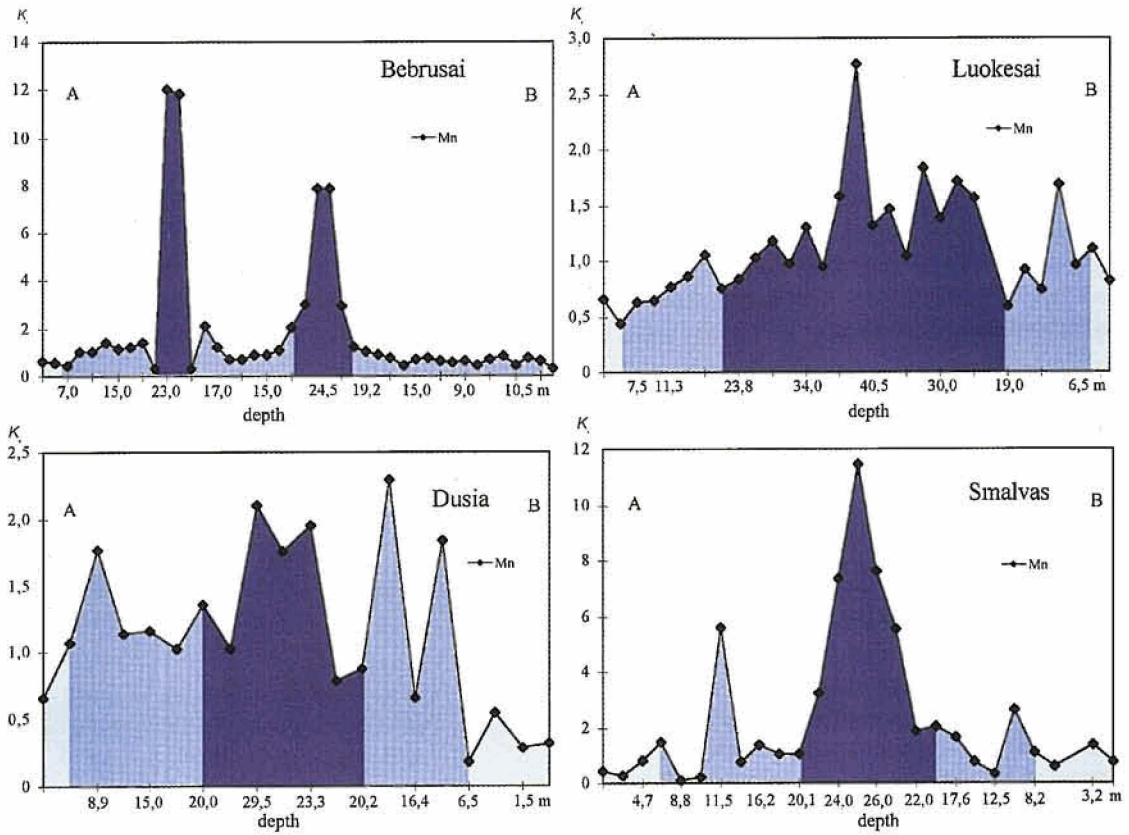 K
14
12
10
8
6
4
2
0
Bebrusai
A
B
Mn
7,0 15,0 23,0 17,0 15,0 24,5 19,2 15,0 9,0 10,5 m
depth
K
3,0
2,5
2,0
1,5
1,0
0,5
0
Luokesai
A
B
Mn
7,5 11,3 23,8 34,0 40,5 30,0 19,0 6,5 m
depth
K
2,5
2,0
1,5
1,0
0,5
0
Dusia
A
B
Mn
8,9 15,0 20,0 29,5 23,3 20,2 16,4 6,5 1,5 m
depth
K
12
10
8
6
4
2
0
Smalvas
A
B
Mn
4,7 8,8 11,5 16,2 20,1 24,0 26,0 22,0 17,6 12,5 8,2 3,2 m
depth